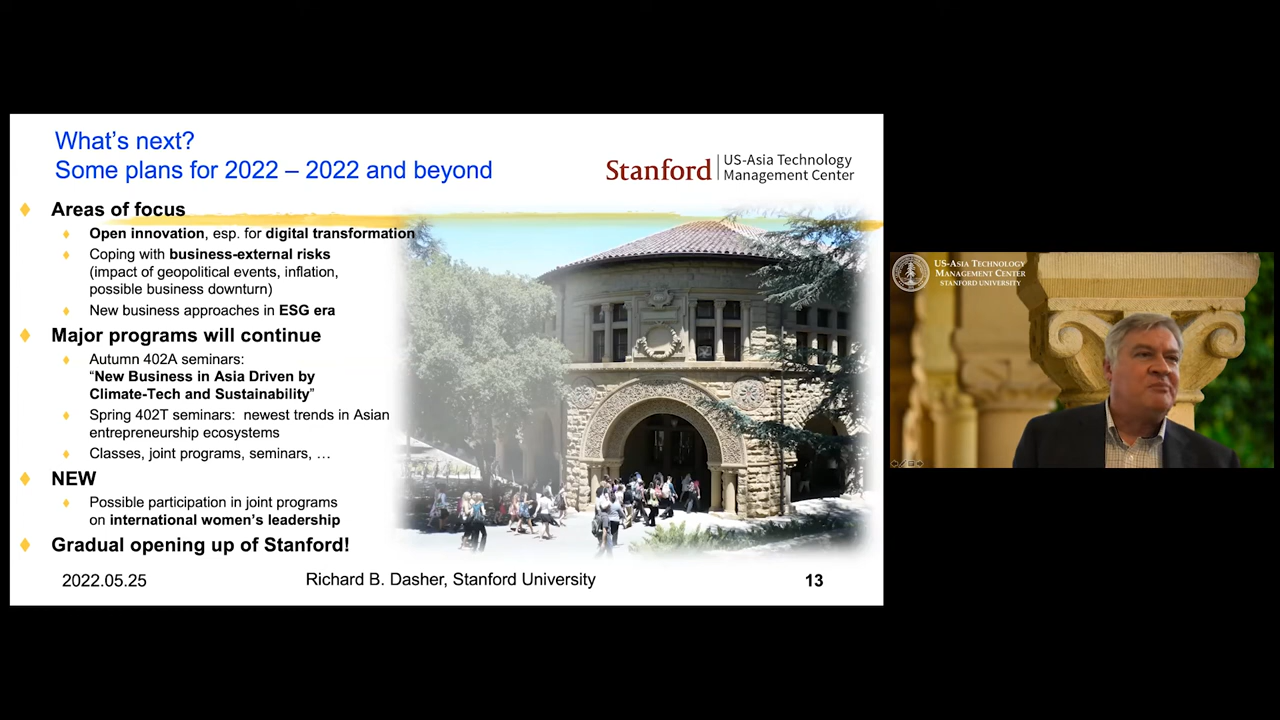 What's next?
Some plans for 2022 – 2022 and beyond
Stanford
US-Asia Technology
Management Center
Areas of focus
Open innovation, esp. for digital transformation
Coping with business-external risks
(impact of geopolitical events, inflation,
possible business downturn)
New business approaches in ESG era
Major programs will continue
Autumn 402A seminars:
“New Business in Asia Driven by
Climate-Tech and Sustainability”
Spring 402T seminars: newest trends in Asian
entrepreneurship ecosystems
Classes, joint programs, seminars, …
NEW
Possible participation in joint programs
on international women's leadership
Gradual opening up of Stanford!
2022.05.25
Richard B. Dasher, Stanford University
13
US-Asia Technology
Management Center
Stanford University